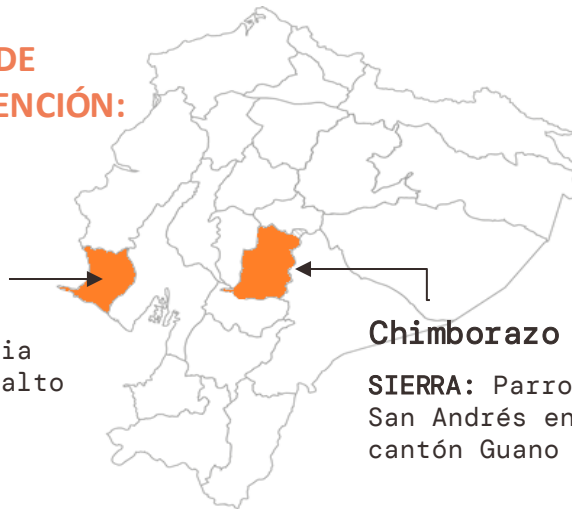 DE
ENCIÓN:
ia
alto
Chimborazo
SIERRA: Parro
San Andrés en
cantón Guano